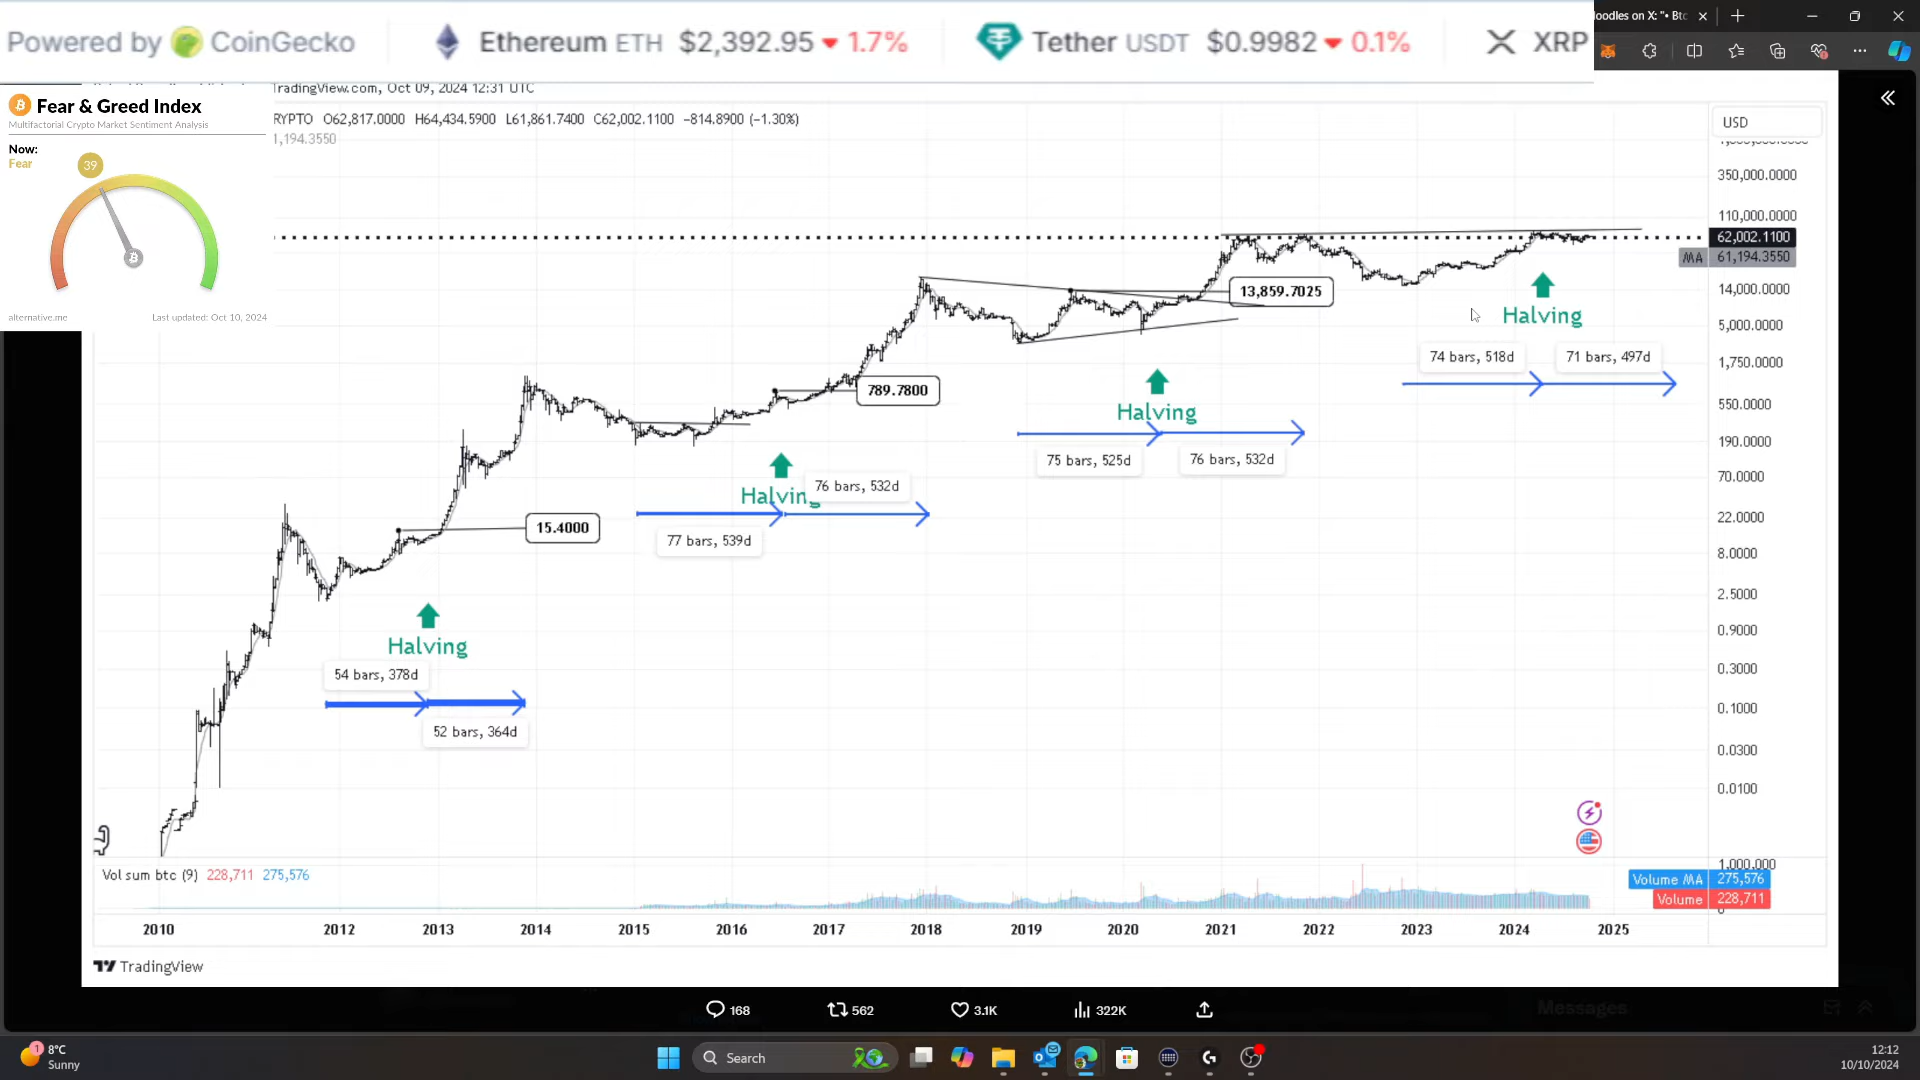 Powered by CoinGecko
Ethereum ETH $2,392.95 1.7%
Tether USDT $0.9982 0.1%
XRP
oodles on X: "• Btc
TradingView.com, Oct 09, 2024 12:31 UTC
Fear & Greed Index
Multifactorial Crypto Market Sentiment Analysis
Now:
Fear
39
alternative.me
Last updated: Oct 10, 2024
RYPTO O62,817.0000 H64,434.5900 L61,861.7400 C62,002.1100 −814.8900 (−1.30%)
1,194.3550
USD
350,000.0000
110,000.0000
62,002.1100
MA 61,194.3550
14,000.0000
5,000.0000
1,750.0000
550.0000
190.0000
70.0000
22.0000
8.0000
2.5000
0.9000
0.3000
0.1000
0.0300
0.0100
13,859.7025
Halving
74 bars, 518d
71 bars, 497d
789.7800
Halving
75 bars, 525d
76 bars, 532d
Halving
76 bars, 532d
77 bars, 539d
15.4000
Halving
54 bars, 378d
52 bars, 364d
Vol sum btc (9) 228,711 275,576
1,000,000
Volume MA 275,576
Volume 228,711
0
2010 2012 2013 2014 2015 2016 2017 2018 2019 2020 2021 2022 2023 2024 2025
TradingView
168
562
3.1K
322K
Messages
1
8°C
Sunny
Search
12:12
10/10/2024